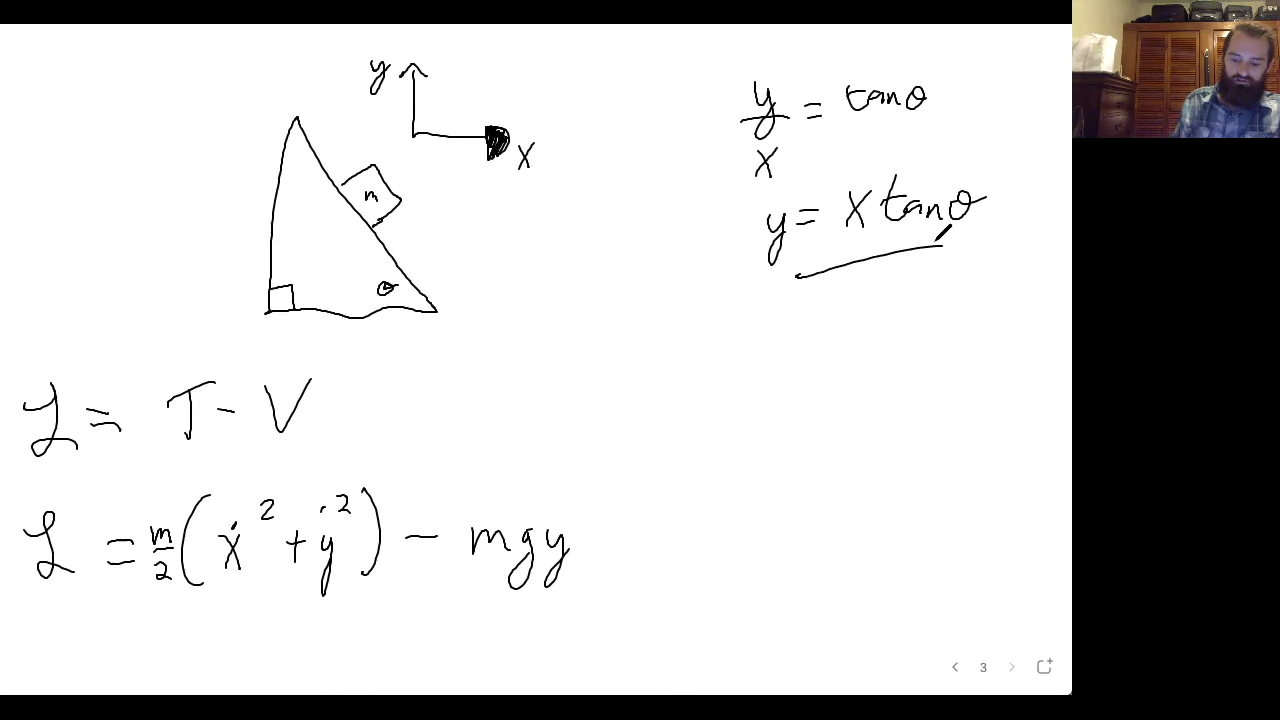 y
x
m
θ
y/x = tanθ
y = x tanθ
ℒ = T - V
ℒ = m/2 (ẋ² + ẏ²) - mgy
3